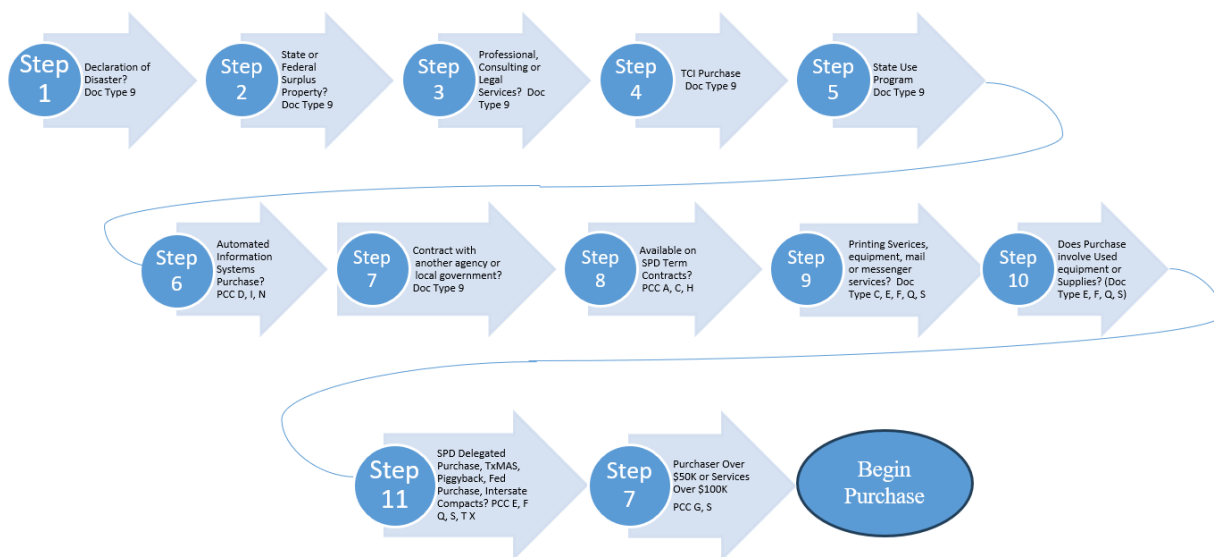 Step
1
Declaration of
Disaster?
Doc Type 9
Step
2
State or
Federal
Surplus
Property?
Doc Type 9
Step
3
Professional,
Consulting or
Legal
Services? Doc
Type 9
Step
4
TCI Purchase
Doc Type 9
Step
5
State Use
Program
Doc Type 9
Step
6
Automated
Information
Systems
Purchase?
PCC D, I, N
Step
7
Contract with
another agency or
local government?
Doc Type 9
Step
8
Available on
SPD Term
Contracts?
PCC A, C, H
Step
9
Printing Sverices,
equipment, mail
or messenger
services? Doc
Type C, E, F, Q, S
Step
10
Does Purchase
involve Used
equipment or
Supplies? (Doc
Type E, F, Q, S)
Step
11
SPD Delegated
Purchase, TxMAS,
Piggyback, Fed
Purchase, Intersate
Compacts? PCC E, F
Q, S, T X
Step
7
Purchaser Over
$50K or Services
Over $100K
PCC G, S
Begin
Purchase